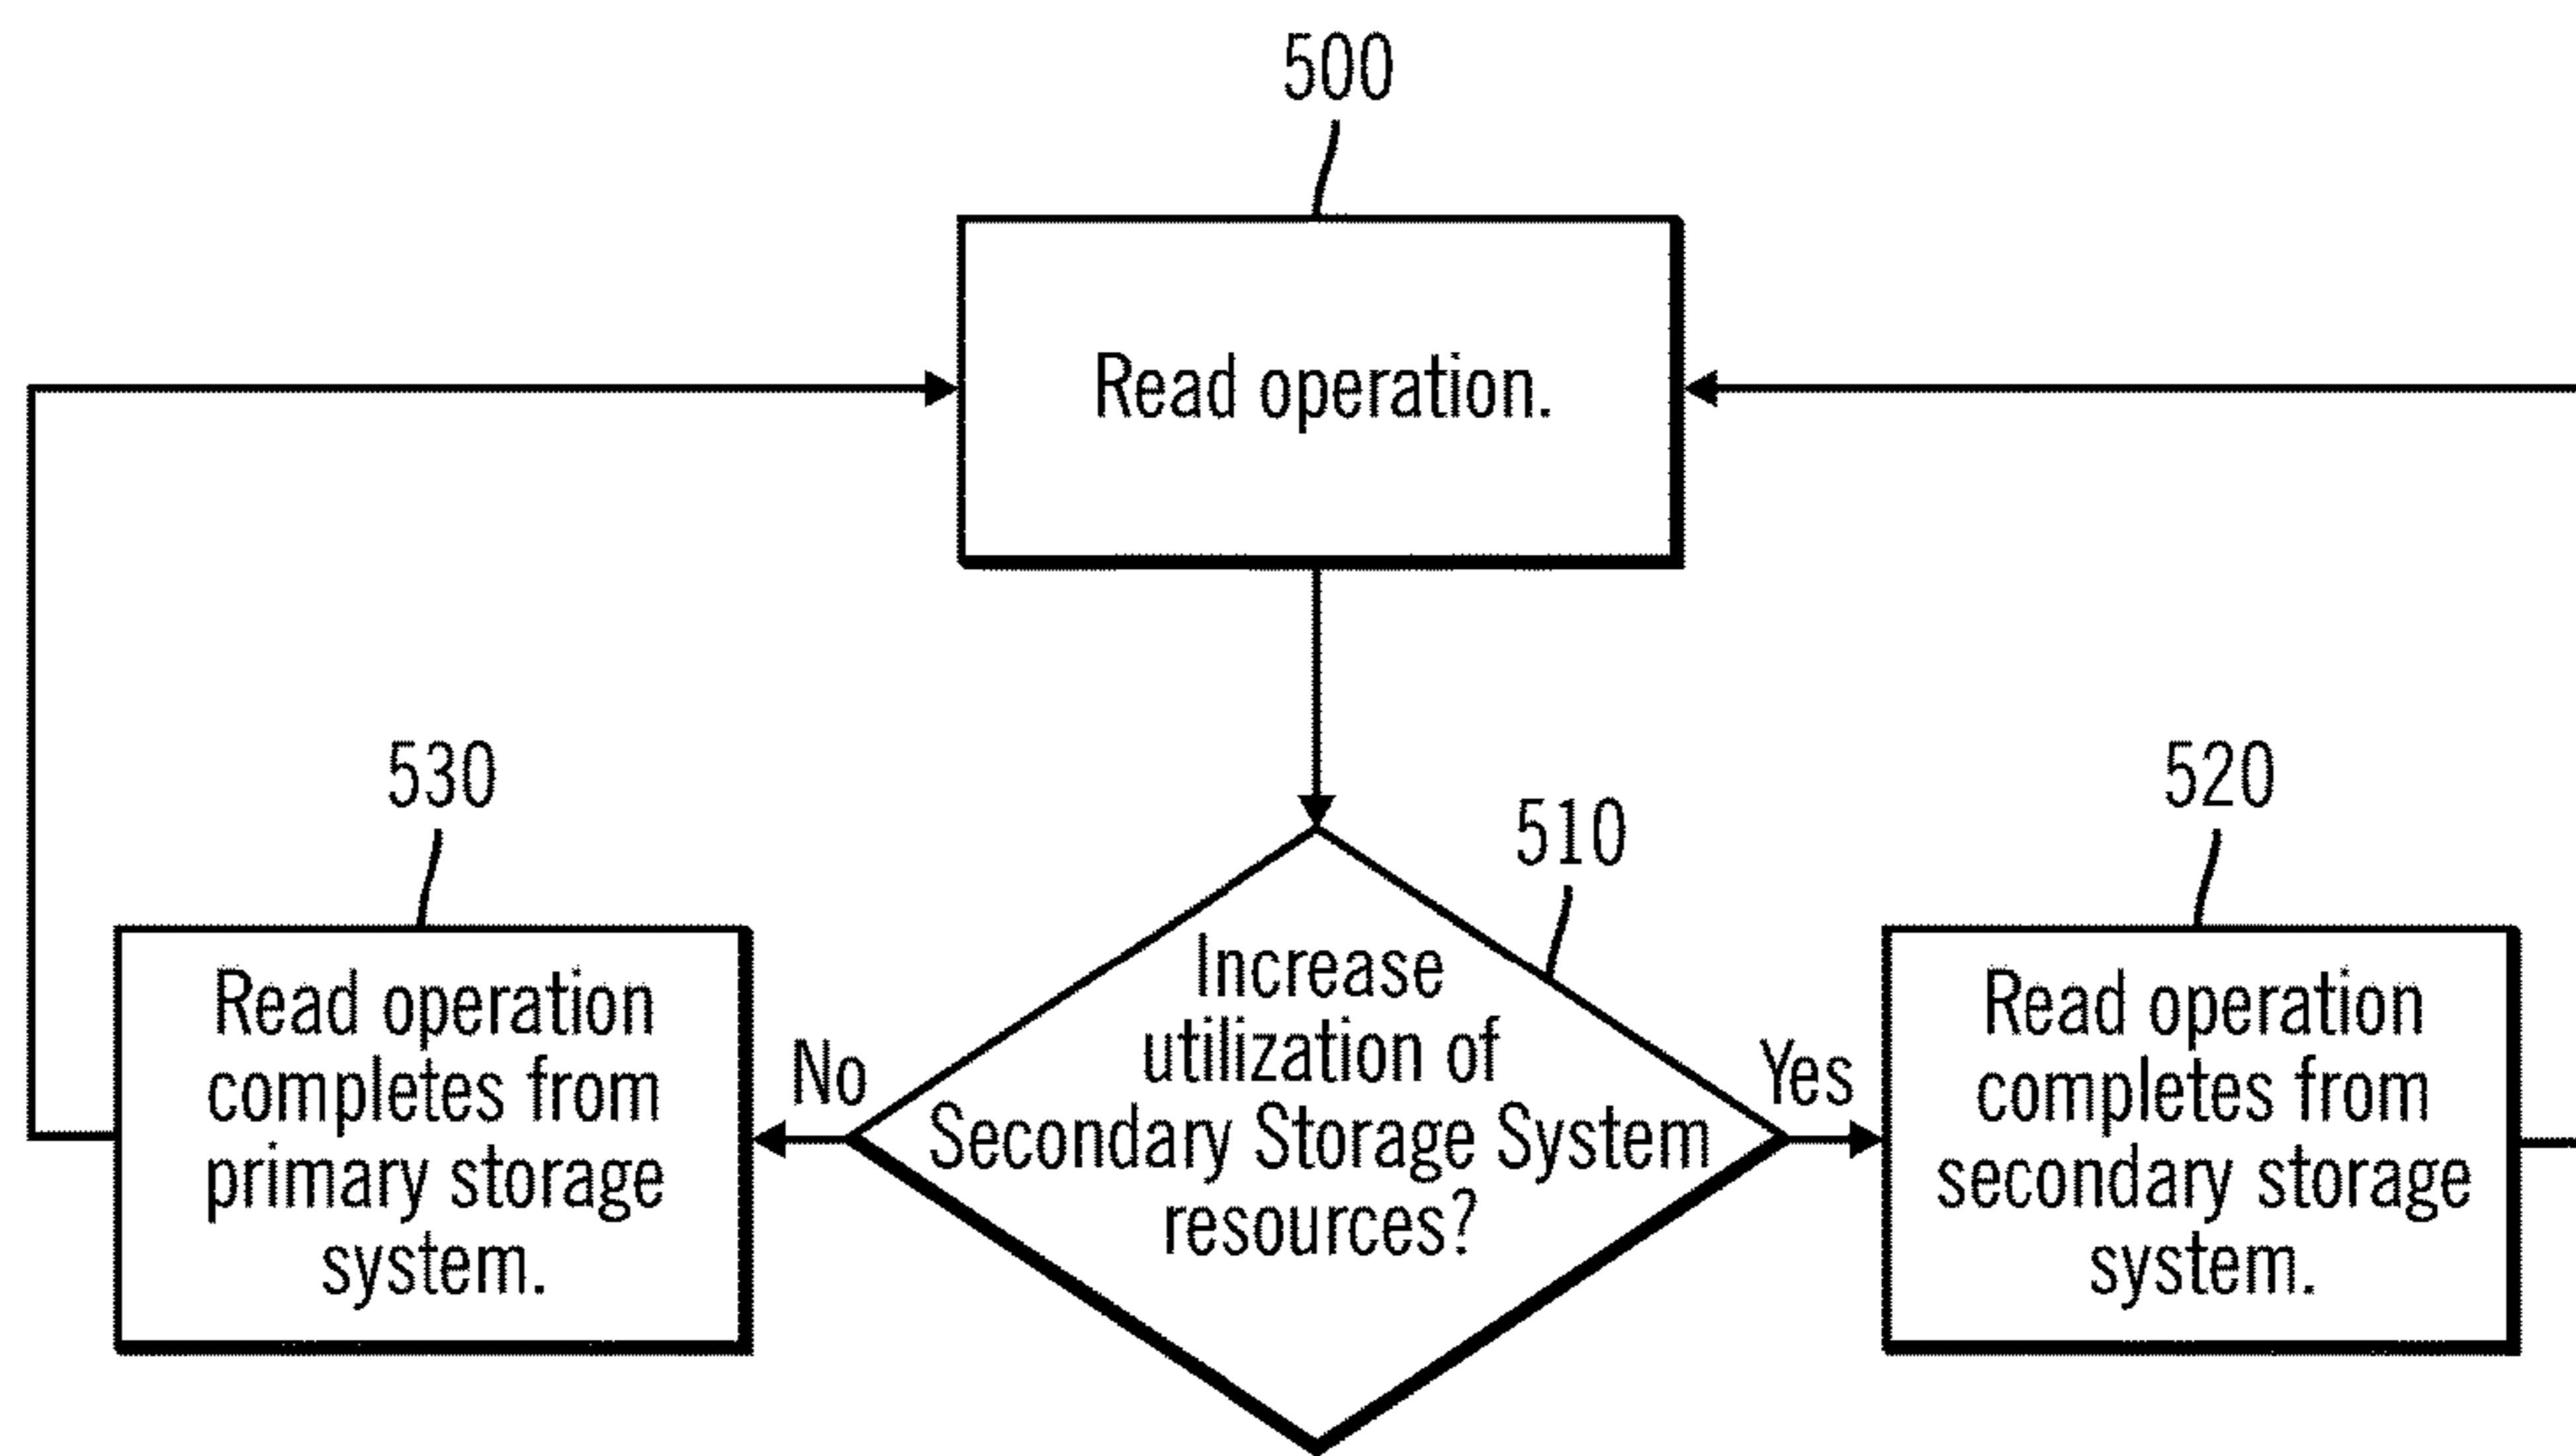 500
Read operation.
530
510
520
Increase
utilization of
Secondary Storage System
resources?
No
Yes
Read operation
completes from
primary storage
system.
Read operation
completes from
secondary storage
system.